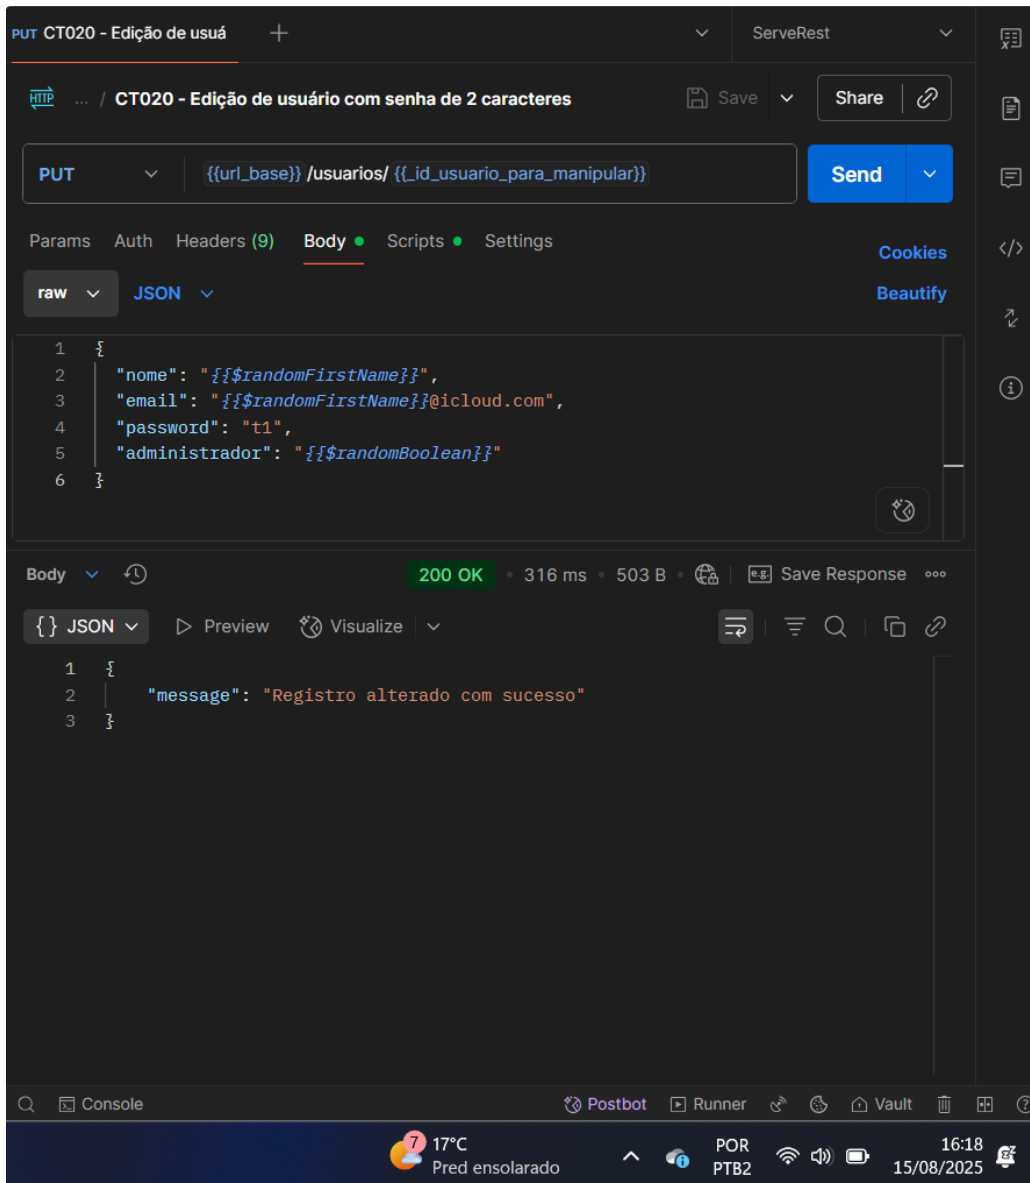 PUT CT020 - Edição de usuá
ServeRest
HTTP ... / CT020 - Edição de usuário com senha de 2 caracteres
Save
Share
PUT
{{url_base}} /usuarios/ {{_id_usuario_para_manipular}}
Send
Params Auth Headers (9) Body Scripts Settings
Cookies
raw JSON
Beautify
1 {
2 "nome": "{{$randomFirstName}}",
3 "email": "{{$randomFirstName}}@icloud.com",
4 "password": "t1",
5 "administrador": "{{$randomBoolean}}"
6 }
Body
200 OK • 316 ms • 503 B
e.g. Save Response
{} JSON Preview Visualize
1 {
2 "message": "Registro alterado com sucesso"
3 }
Console
Postbot Runner Vault
7 17°C
Pred ensolarado
POR
PTB2
16:18
15/08/2025